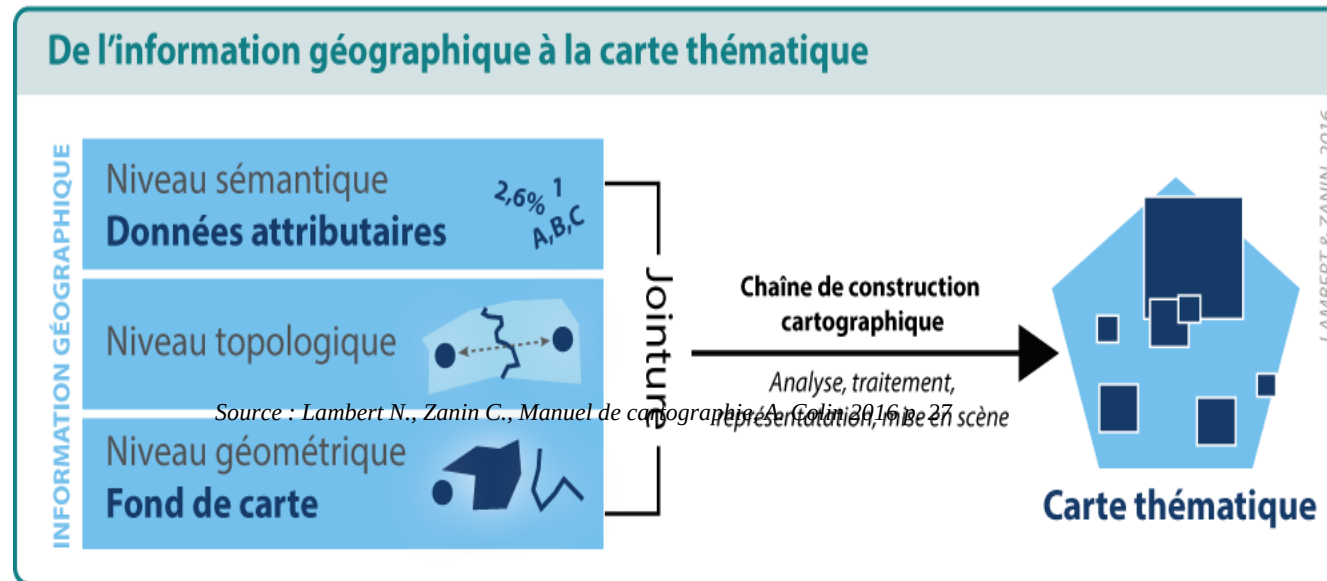 De l’information géographique à la carte thématique
INFORMATION GÉOGRAPHIQUE
Niveau sémantique
Données attributaires
2,6% 1
A,B,C
Niveau topologique
Niveau géométrique
Fond de carte
Jointure
Chaîne de construction
cartographique
Analyse, traitement,
représentatation, mise en scène
Source : Lambert N., Zanin C., Manuel de cartographie, A. Colin 2016 p. 27
Carte thématique
LAMBERT & ZANIN, 2016